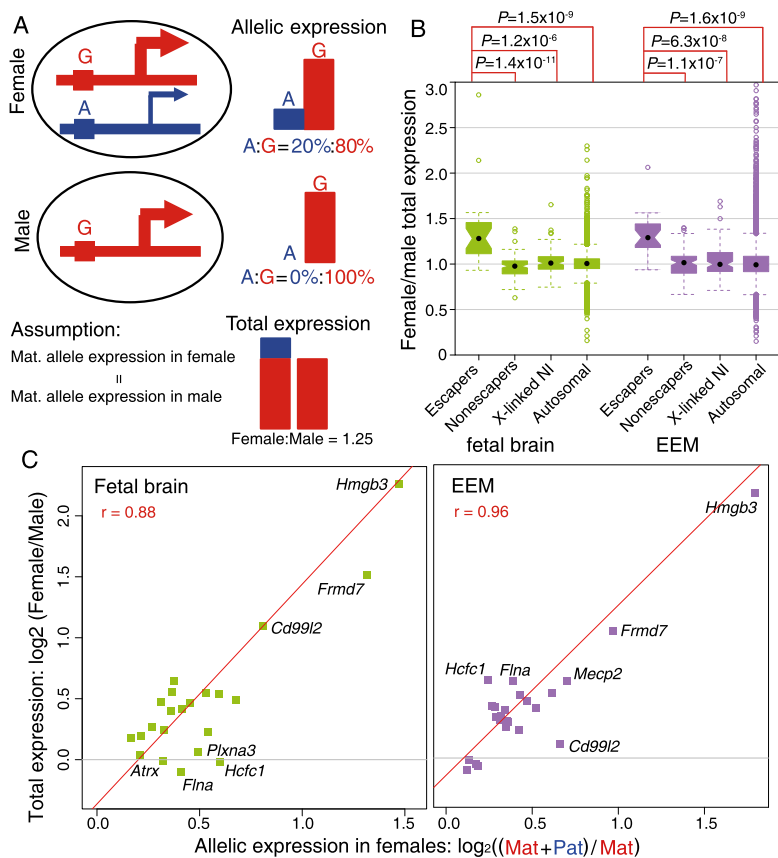 A
Female
G
A
Allelic expression
G
A
A:G=20%:80%
Male
G
G
A
A:G=0%:100%
Assumption:
Mat. allele expression in female
=
Mat. allele expression in male
Total expression
Female:Male = 1.25
B
P=1.5x10-9
P=1.2x10-6
P=1.4x10-11
P=1.6x10-9
P=6.3x10-8
P=1.1x10-7
Female/male total expression
3.0
2.0
1.5
1.0
0.5
0
Escapers
Nonescapers
X-linked NI
Autosomal
Escapers
Nonescapers
X-linked NI
Autosomal
fetal brain
EEM
C
Total expression: log2 (Female/Male)
2.0
1.5
1.0
0.5
0.0
Fetal brain
r = 0.88
Hmgb3
Frmd7
Cd99l2
Plxna3
Atrx
Hcfc1
Flna
0.0
0.5
1.0
1.5
EEM
r = 0.96
Hmgb3
Frmd7
Hcfc1
Flna
Mecp2
Cd99l2
0.0
0.5
1.0
1.5
Allelic expression in females: log2((Mat+Pat)/Mat)